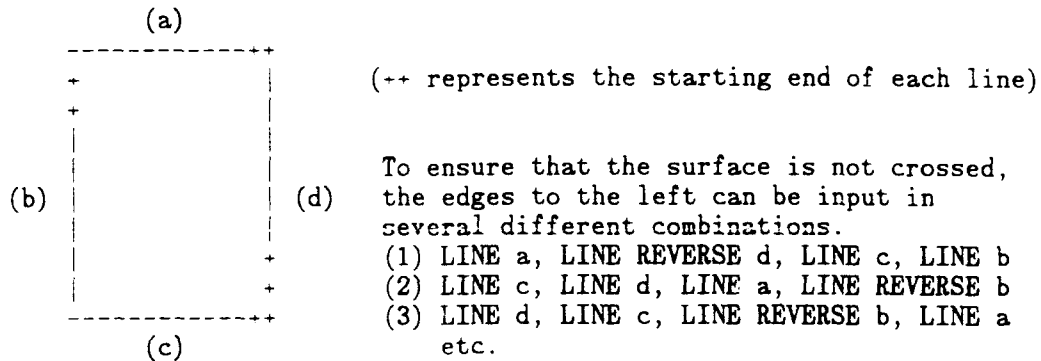 (a)
--------------++
(++ represents the starting end of each line)
To ensure that the surface is not crossed,
(b) (d) the edges to the left can be input in
several different combinations.
(1) LINE a, LINE REVERSE d, LINE c, LINE b
(2) LINE c, LINE d, LINE a, LINE REVERSE b
(3) LINE d, LINE c, LINE REVERSE b, LINE a
--------------++ etc.
(c)